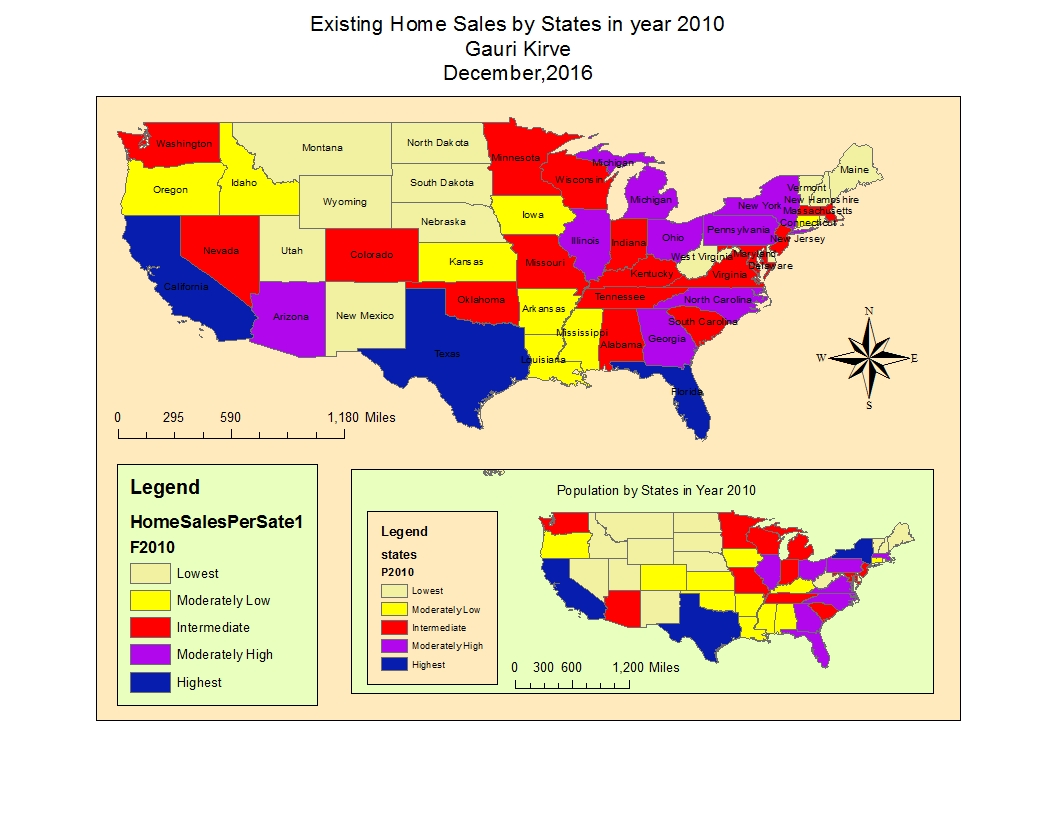 Existing Home Sales by States in year 2010
Gauri Kirve
December,2016
Washington
Montana
North Dakota
Minnesota
Michigan
Maine
Oregon
Idaho
South Dakota
Wisconsin
Vermont
New Hampshire
Wyoming
Michigan
New York
Massachusetts
Nebraska
Iowa
Connecticut
Pennsylvania
New Jersey
Nevada
Utah
Colorado
Kansas
Missouri
Illinois
Indiana
Ohio
West Virginia
Maryland
Delaware
California
Kentucky
Virginia
Arizona
New Mexico
Oklahoma
Arkansas
Tennessee
North Carolina
South Carolina
Texas
Louisiana
Mississippi
Alabama
Georgia
Florida
N
W
E
S
0 295 590 1,180 Miles
Legend
HomeSalesPerSate1
F2010
Lowest
Moderately Low
Intermediate
Moderately High
Highest
Population by States in Year 2010
Legend
states
P2010
Lowest
Moderately Low
Intermediate
Moderately High
Highest
0 300 600 1,200 Miles